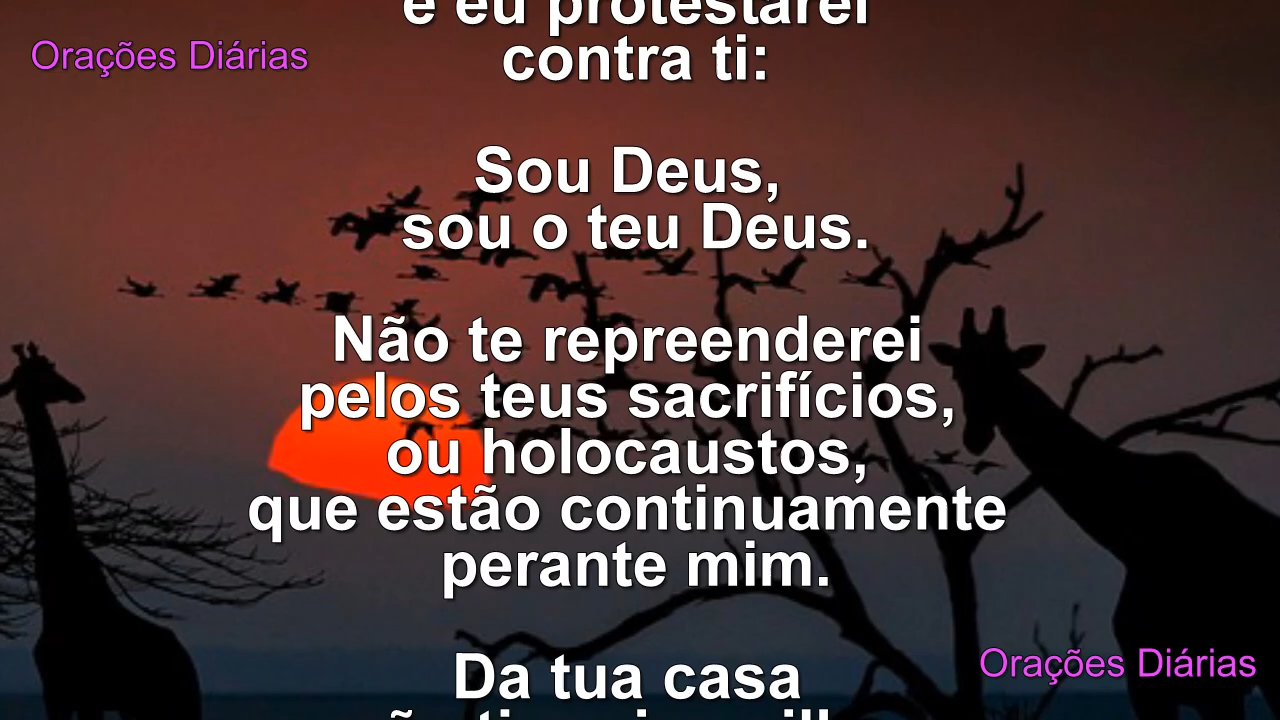 e eu protestarei
Orações Diárias
contra ti:
Sou Deus,
sou o teu Deus.
Não te repreenderei
pelos teus sacrifícios,
ou holocaustos,
que estão continuamente
perante mim.
Orações Diárias
Da tua casa